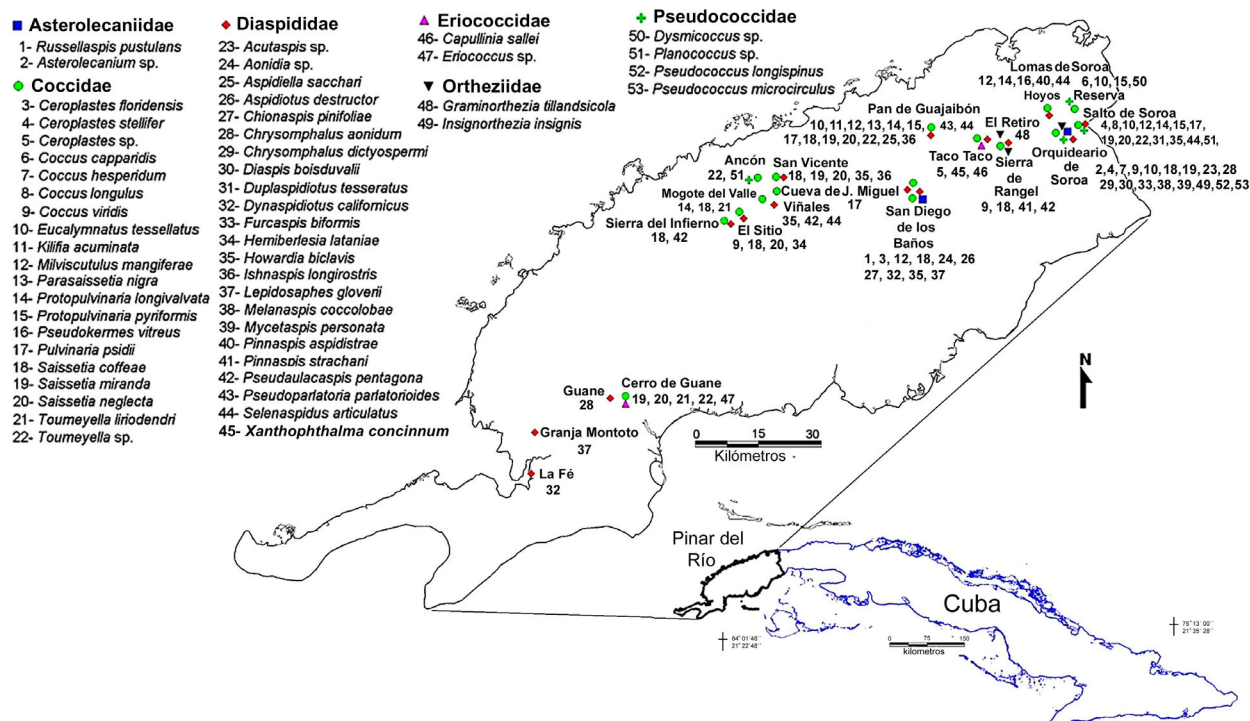 Asterolecaniidae
1- Russellaspis pustulans
2- Asterolecanium sp.
Coccidae
3- Ceroplastes floridensis
4- Ceroplastes stellifer
5- Ceroplastes sp.
6- Coccus capparidis
7- Coccus hesperidum
8- Coccus longulus
9- Coccus viridis
10- Eucalymnatus tessellatus
11- Kilifia acuminata
12- Milviscutulus mangiferae
13- Parasaissetia nigra
14- Protopulvinaria longivalvata
15- Protopulvinaria pyriformis
16- Pseudokermes vitreus
17- Pulvinaria psidii
18- Saissetia coffeae
19- Saissetia miranda
20- Saissetia neglecta
21- Toumeyella liriodendri
22- Toumeyella sp.
Diaspididae
23- Acutaspis sp.
24- Aonidia sp.
25- Aspidiella sacchari
26- Aspidiotus destructor
27- Chionaspis pinifoliae
28- Chrysomphalus aonidum
29- Chrysomphalus dictyospermi
30- Diaspis boisduvalii
31- Duplaspidiotus tesseratus
32- Dynaspidiotus californicus
33- Furcaspis biformis
34- Hemiberlesia lataniae
35- Howardia biclavis
36- Ishnaspis longirostris
37- Lepidosaphes gloverii
38- Melanaspis coccolobae
39- Mycetaspis personata
40- Pinnaspis aspidistrae
41- Pinnaspis strachani
42- Pseudaulacaspis pentagona
43- Pseudoparlatoria parlatorioides
44- Selenaspidus articulatus
45- Xanthophthalma concinnum
Eriococcidae
46- Capullinia sallei
47- Eriococcus sp.
Ortheziidae
48- Graminorthezia tillandsicola
49- Insignorthezia insignis
Pseudococcidae
50- Dysmicoccus sp.
51- Planococcus sp.
52- Pseudococcus longispinus
53- Pseudococcus microcirculus
Lomas de Soroa
12, 14, 16, 40, 44
6, 10, 15, 50
Hoyos
Reserva
Salto de Soroa
4, 8, 10, 12, 14, 15, 17,
19, 20, 22, 31, 35, 44, 51,
Orquideario
de
Soroa
2, 4, 7, 9, 10, 18, 19, 23, 28
29, 30, 33, 38, 39, 49, 52, 53
Pan de Guajaibón
10, 11, 12, 13, 14, 15,
43, 44
17, 18, 19, 20, 22, 25, 36
El Retiro
48
Taco Taco
5, 45, 46
Sierra
de
Rangel
9, 18, 41, 42
Ancón
22, 51
San Vicente
18, 19, 20, 35, 36
Cueva de J. Miguel
17
Mogote del Valle
14, 18, 21
Viñales
35, 42, 44
Sierra del Infierno
18, 42
El Sitio
9, 18, 20, 34
San Diego
de los
Baños
1, 3, 12, 18, 24, 26
27, 32, 35, 37
Guane
28
Cerro de Guane
19, 20, 21, 22, 47
Granja Montoto
37
La Fé
32
N
0 15 30
Kilómetros
Pinar del
Río
Cuba
84° 01' 48''
21° 22' 48''
0 75 150
kilometros
75° 13' 00''
21° 35' 28''